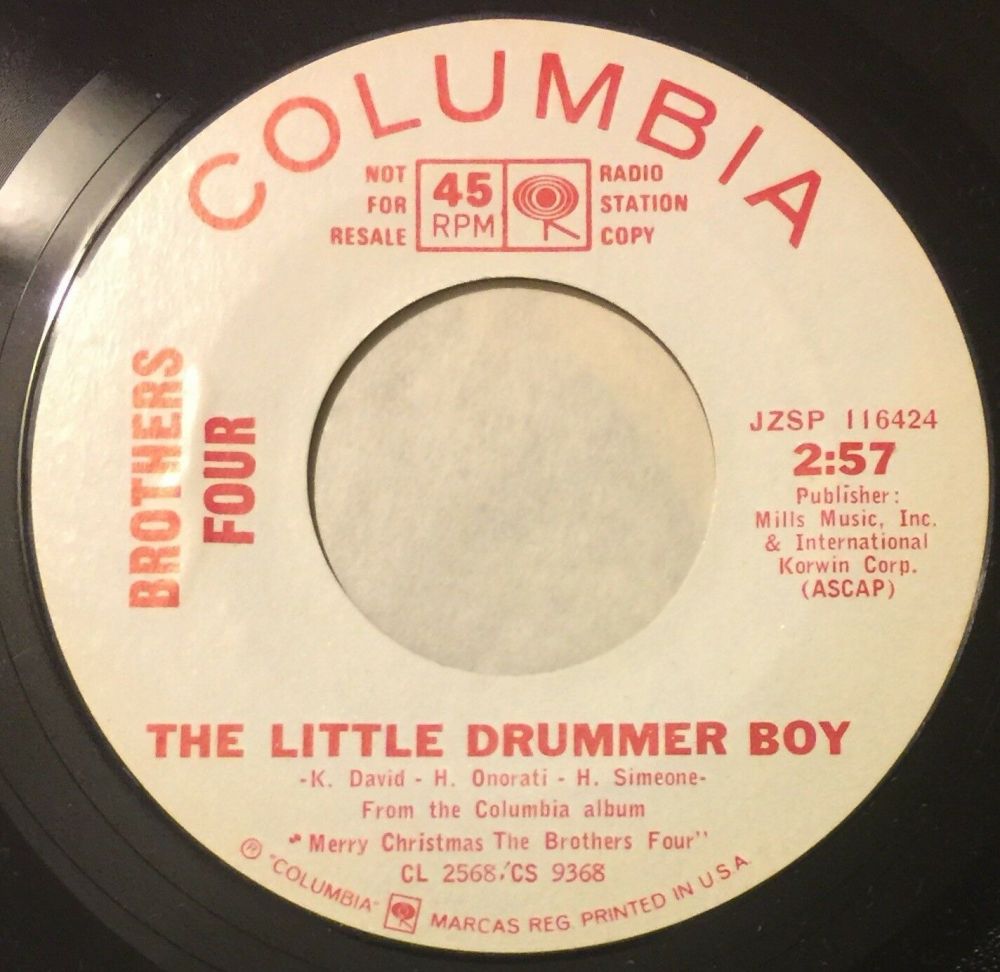 COLUMBIA
NOT
FOR
RESALE
45
RPM
RADIO
STATION
COPY
BROTHERS
FOUR
JZSP 116424
2:57
Publisher:
Mills Music, Inc.
& International
Korwin Corp.
(ASCAP)
THE LITTLE DRUMMER BOY
-K. David - H. Onorati - H. Simeone-
From the Columbia album
"Merry Christmas The Brothers Four"
CL 2568/CS 9368
Ⓟ "COLUMBIA" MARCAS REG. PRINTED IN U.S.A.